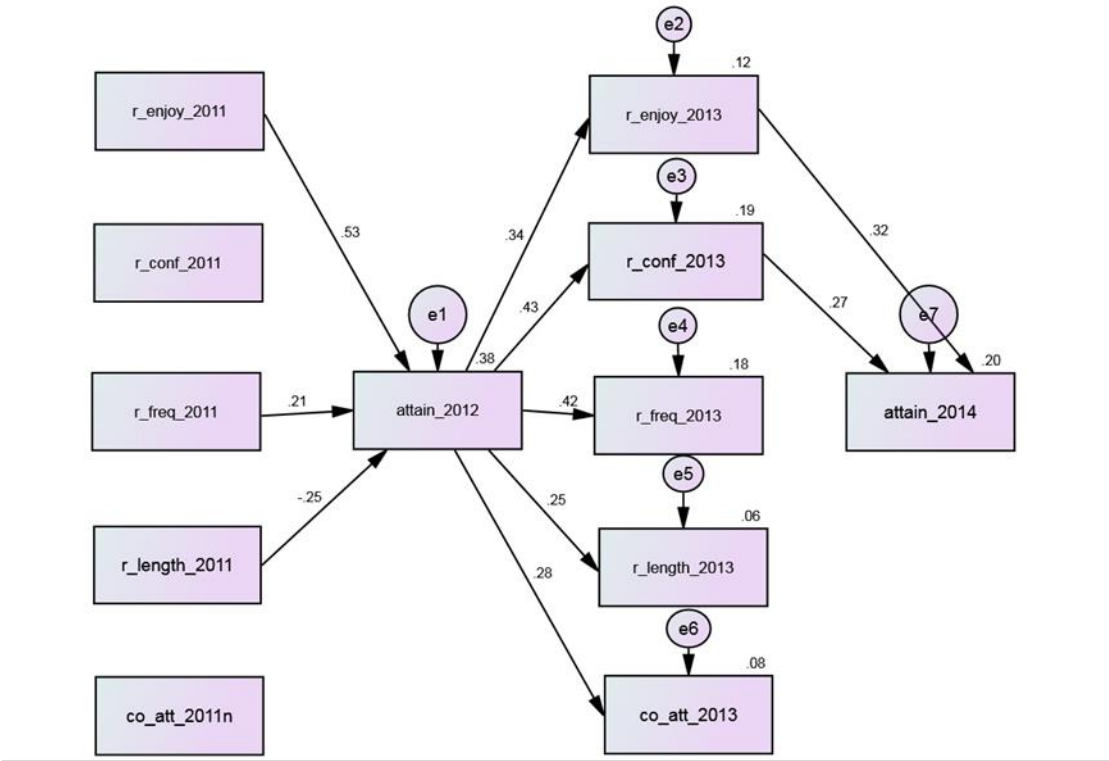 e2
.12
r_enjoy_2011
r_enjoy_2013
e3
.53
.34
.19
.32
r_conf_2011
r_conf_2013
.43
.27
e1
e4
e7
.38
.18
.20
r_freq_2011
.21
attain_2012
.42
r_freq_2013
attain_2014
e5
-.25
.25
.06
r_length_2011
.28
r_length_2013
e6
.08
co_att_2011n
co_att_2013